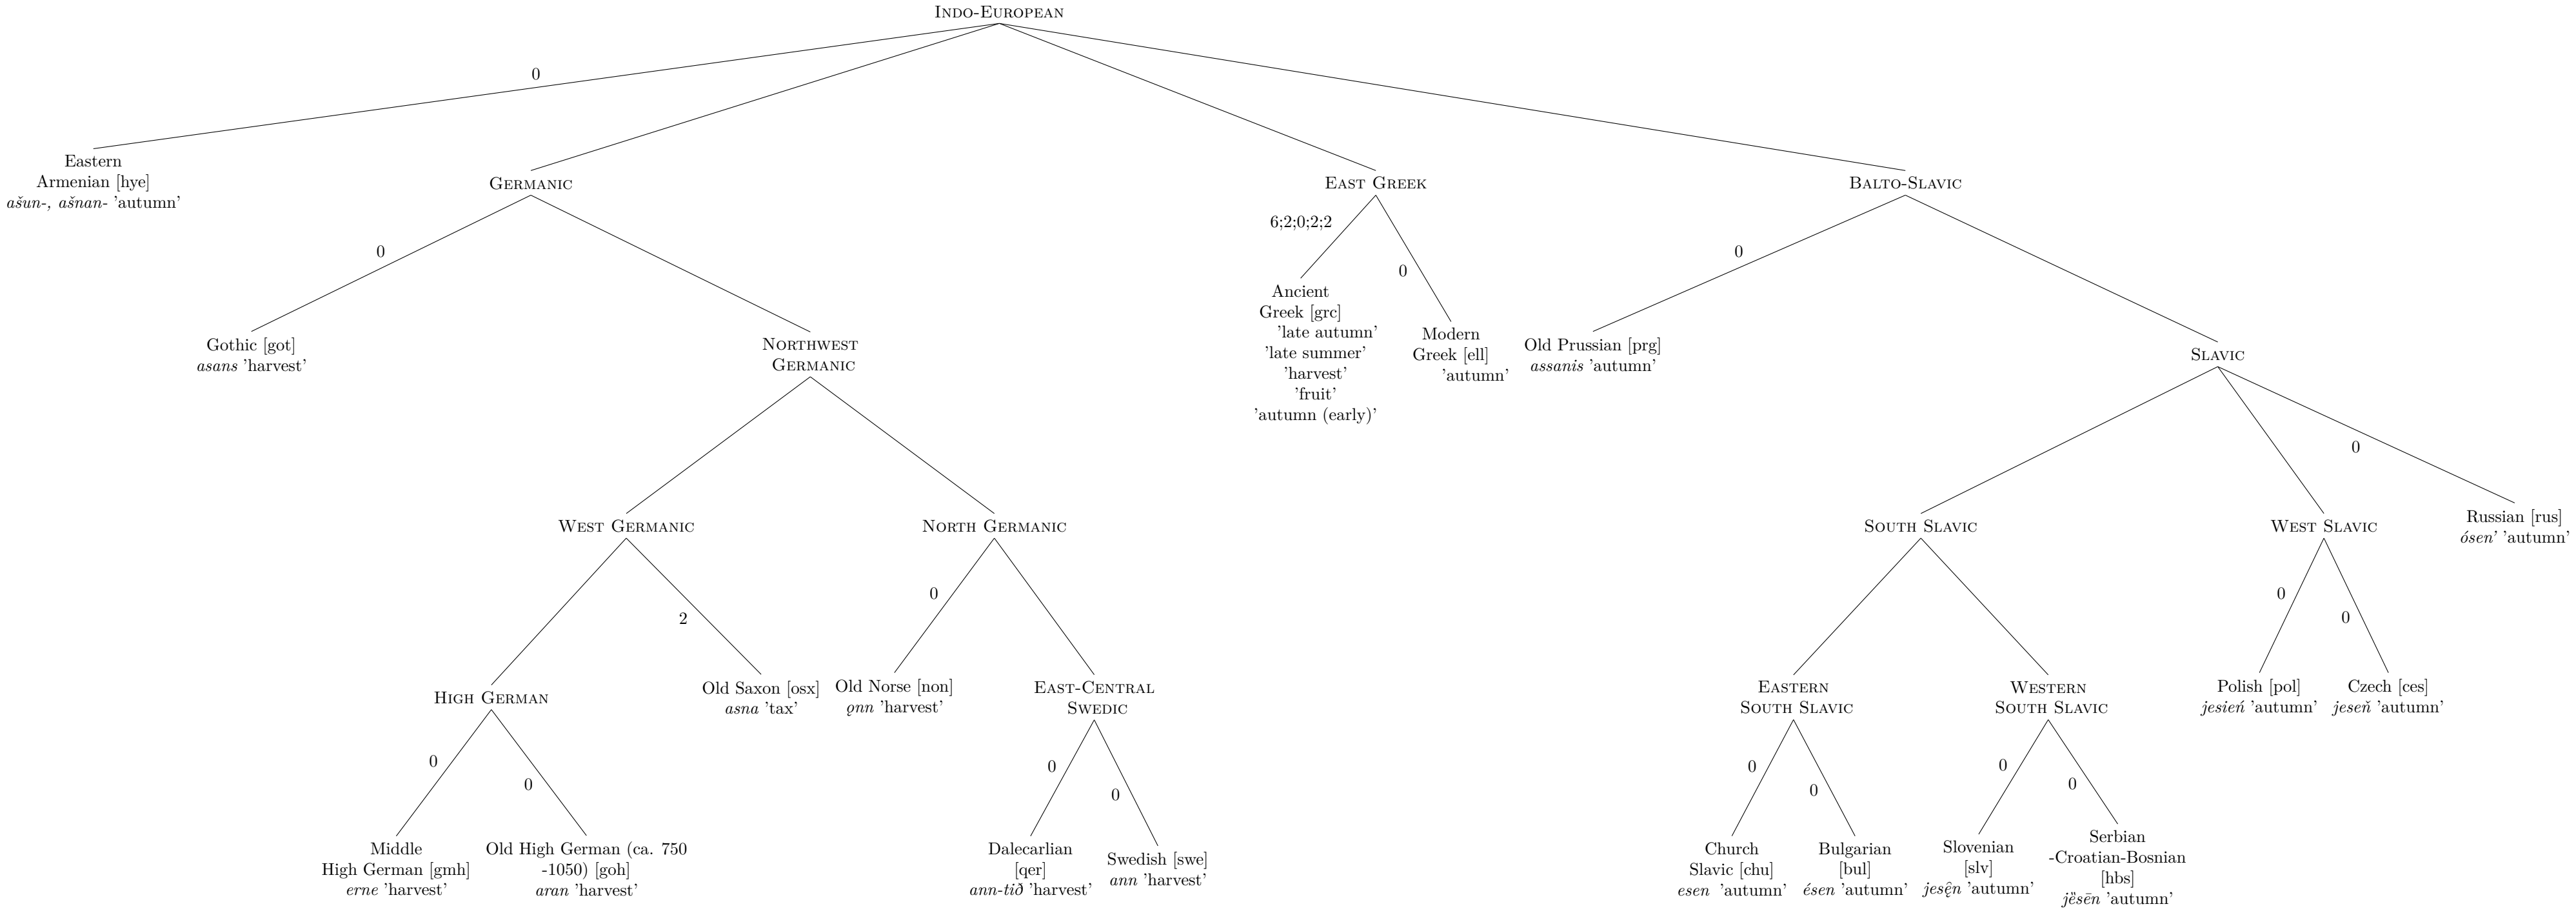 INDO-EUROPEAN
0
Eastern
Armenian [hye]
ašun-, ašnan- 'autumn'
GERMANIC
EAST GREEK
BALTO-SLAVIC
0
6;2;0;2;2
0
0
Gothic [got]
asans 'harvest'
NORTHWEST
GERMANIC
Ancient
Greek [grc]
'late autumn'
'late summer'
'harvest'
'fruit'
'autumn (early)'
Modern
Greek [ell]
'autumn'
Old Prussian [prg]
assanis 'autumn'
SLAVIC
0
WEST GERMANIC
NORTH GERMANIC
SOUTH SLAVIC
WEST SLAVIC
Russian [rus]
ósen' 'autumn'
2
0
0
0
HIGH GERMAN
Old Saxon [osx]
asna 'tax'
Old Norse [non]
ǫnn 'harvest'
EAST-CENTRAL
SWEDIC
EASTERN
SOUTH SLAVIC
WESTERN
SOUTH SLAVIC
Polish [pol]
jesień 'autumn'
Czech [ces]
jeseň 'autumn'
0
0
0
0
0
0
0
0
Middle
High German [gmh]
erne 'harvest'
Old High German (ca. 750
-1050) [goh]
aran 'harvest'
Dalecarlian
[qer]
ann-tið 'harvest'
Swedish [swe]
ann 'harvest'
Church
Slavic [chu]
esen 'autumn'
Bulgarian
[bul]
ésen 'autumn'
Slovenian
[slv]
jesę̑n 'autumn'
Serbian
-Croatian-Bosnian
[hbs]
jȅsēn 'autumn'